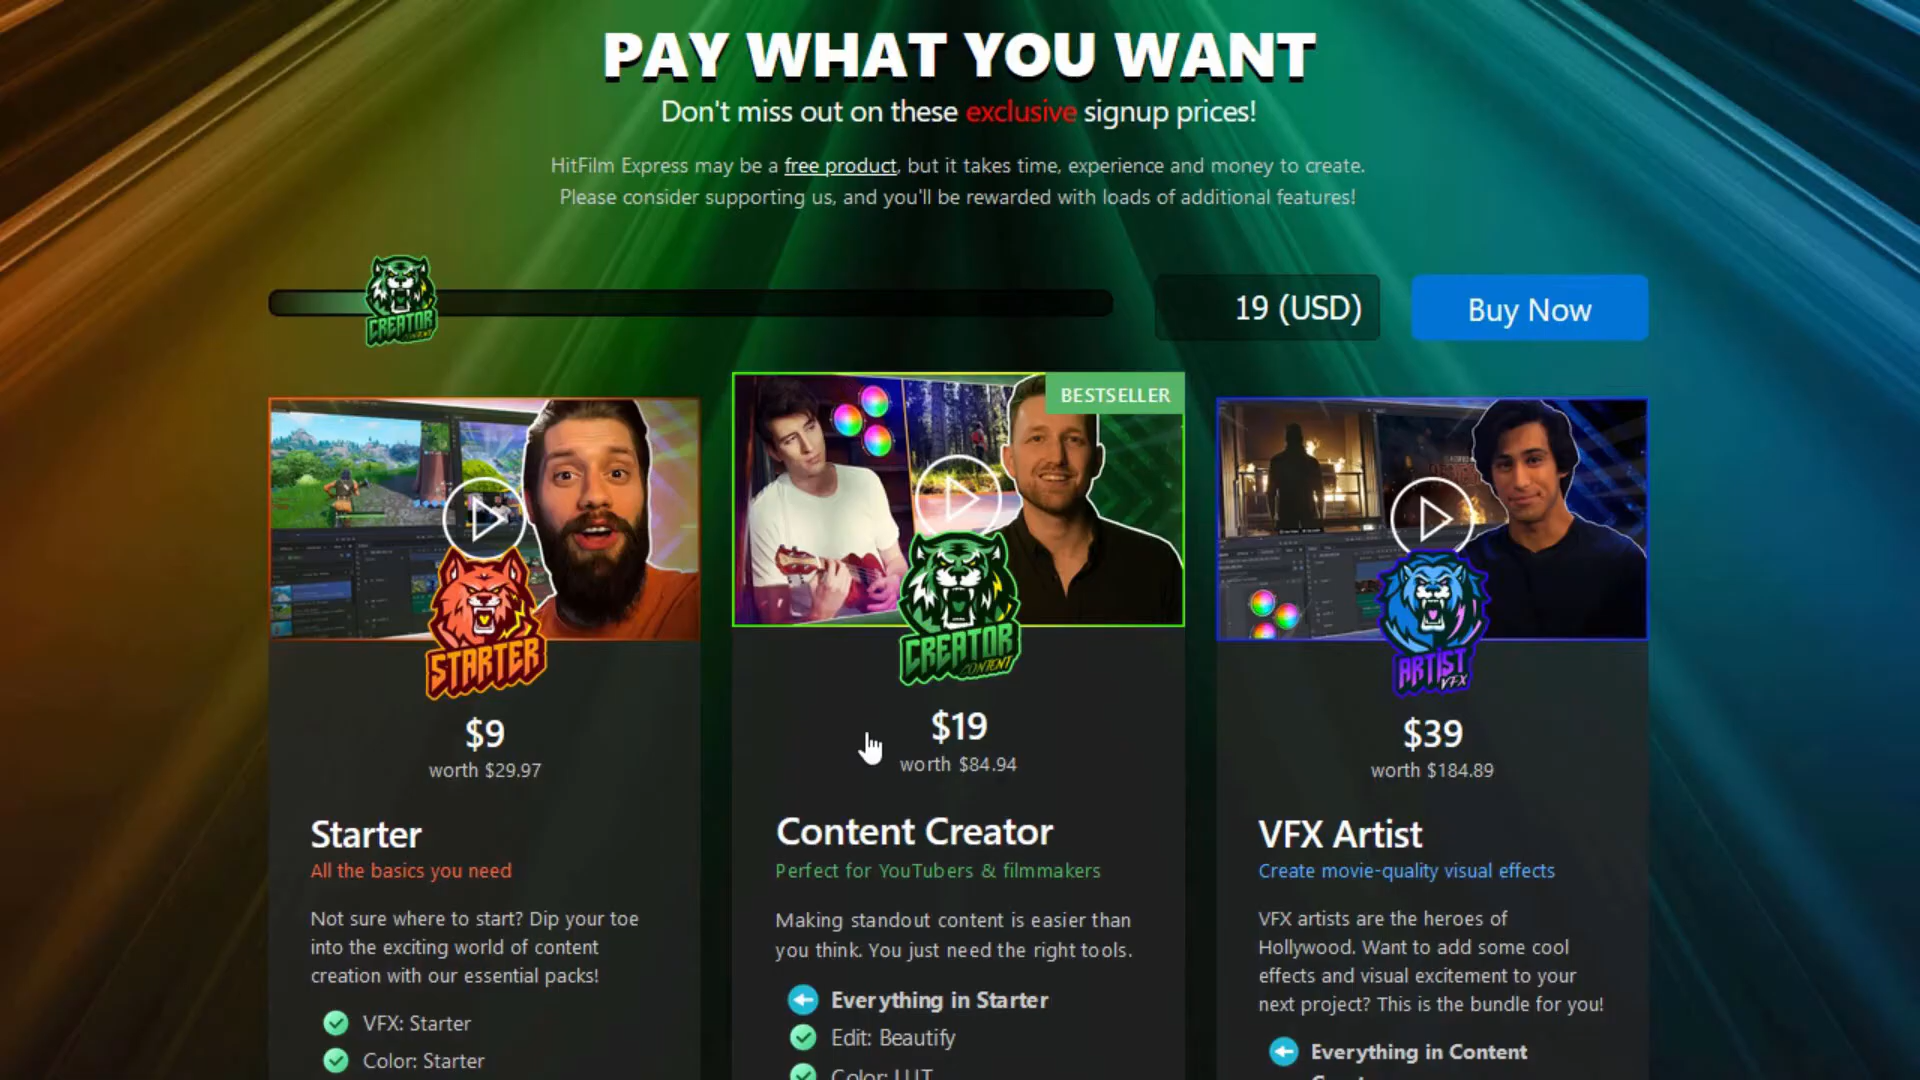 PAY WHAT YOU WANT
Don't miss out on these exclusive signup prices!
HitFilm Express may be a free product, but it takes time, experience and money to create.
Please consider supporting us, and you'll be rewarded with loads of additional features!
CREATOR
CONTENT
19 (USD)
Buy Now
BESTSELLER
STARTER
CREATOR
CONTENT
ARTIST
VFX
$9
worth $29.97
$19
worth $84.94
$39
worth $184.89
Starter
All the basics you need
Not sure where to start? Dip your toe
into the exciting world of content
creation with our essential packs!
VFX: Starter
Color: Starter
Content Creator
Perfect for YouTubers & filmmakers
Making standout content is easier than
you think. You just need the right tools.
Everything in Starter
Edit: Beautify
Color: LUT
VFX Artist
Create movie-quality visual effects
VFX artists are the heroes of
Hollywood. Want to add some cool
effects and visual excitement to your
next project? This is the bundle for you!
Everything in Content